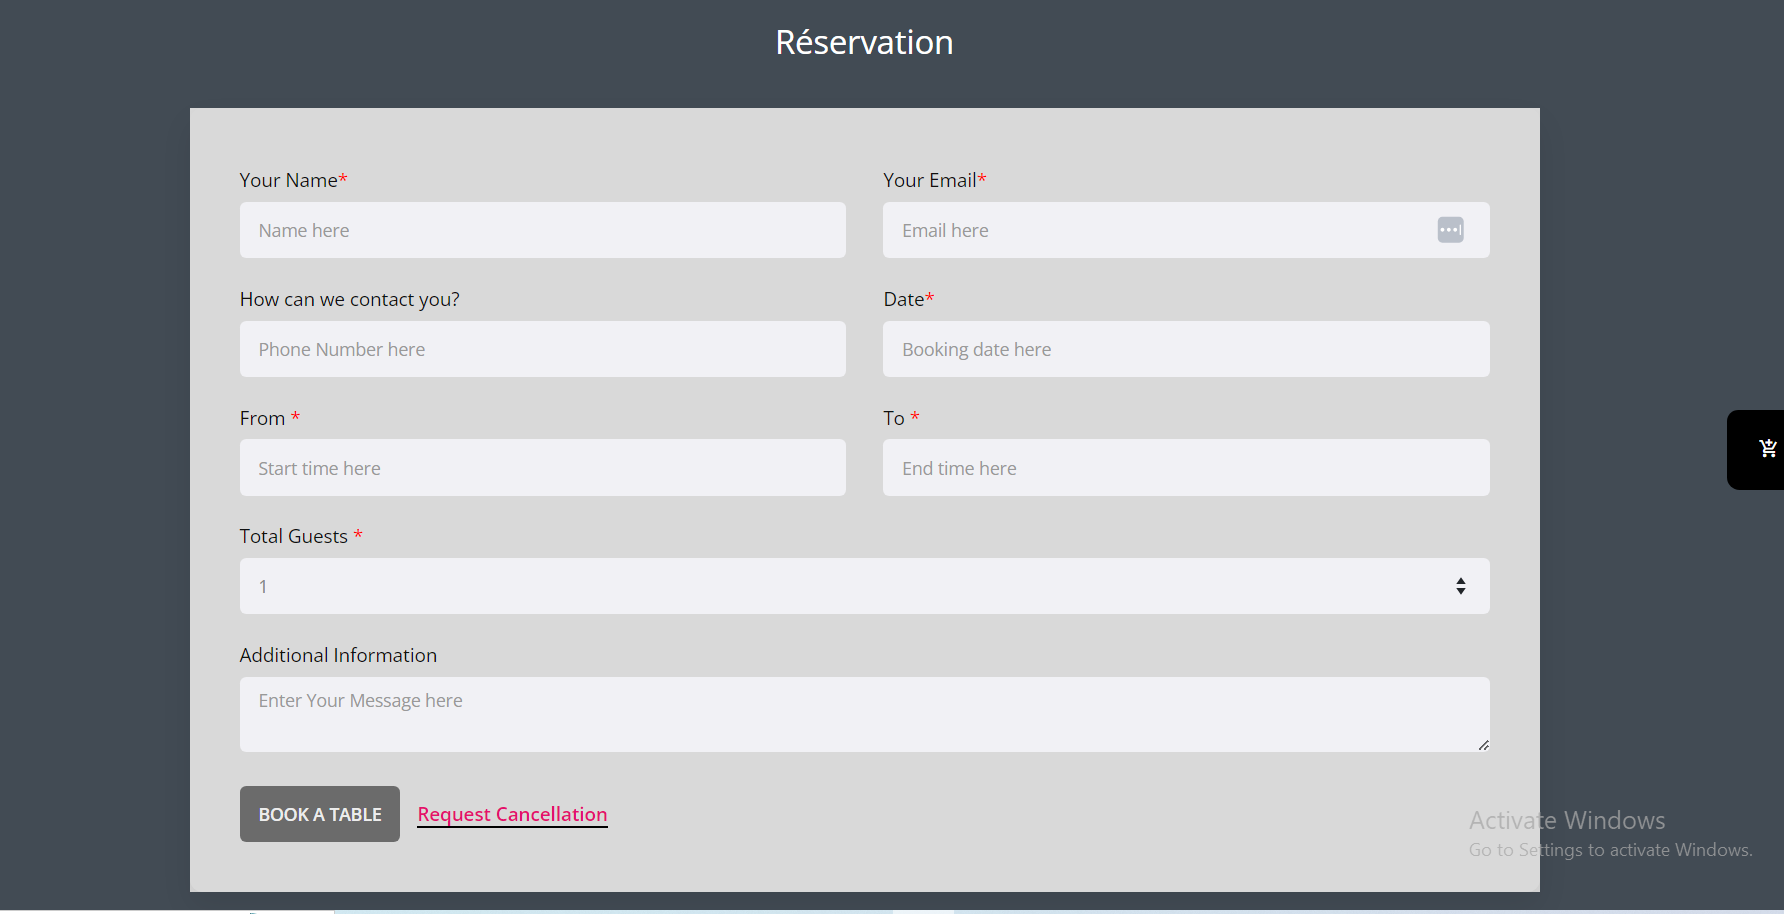 Réservation
Your Name*
Your Email*
Name here
Email here
How can we contact you?
Date*
Phone Number here
Booking date here
From *
To *
Start time here
End time here
Total Guests *
1
Additional Information
Enter Your Message here
BOOK A TABLE
Request Cancellation
Activate Windows
Go to Settings to activate Windows.